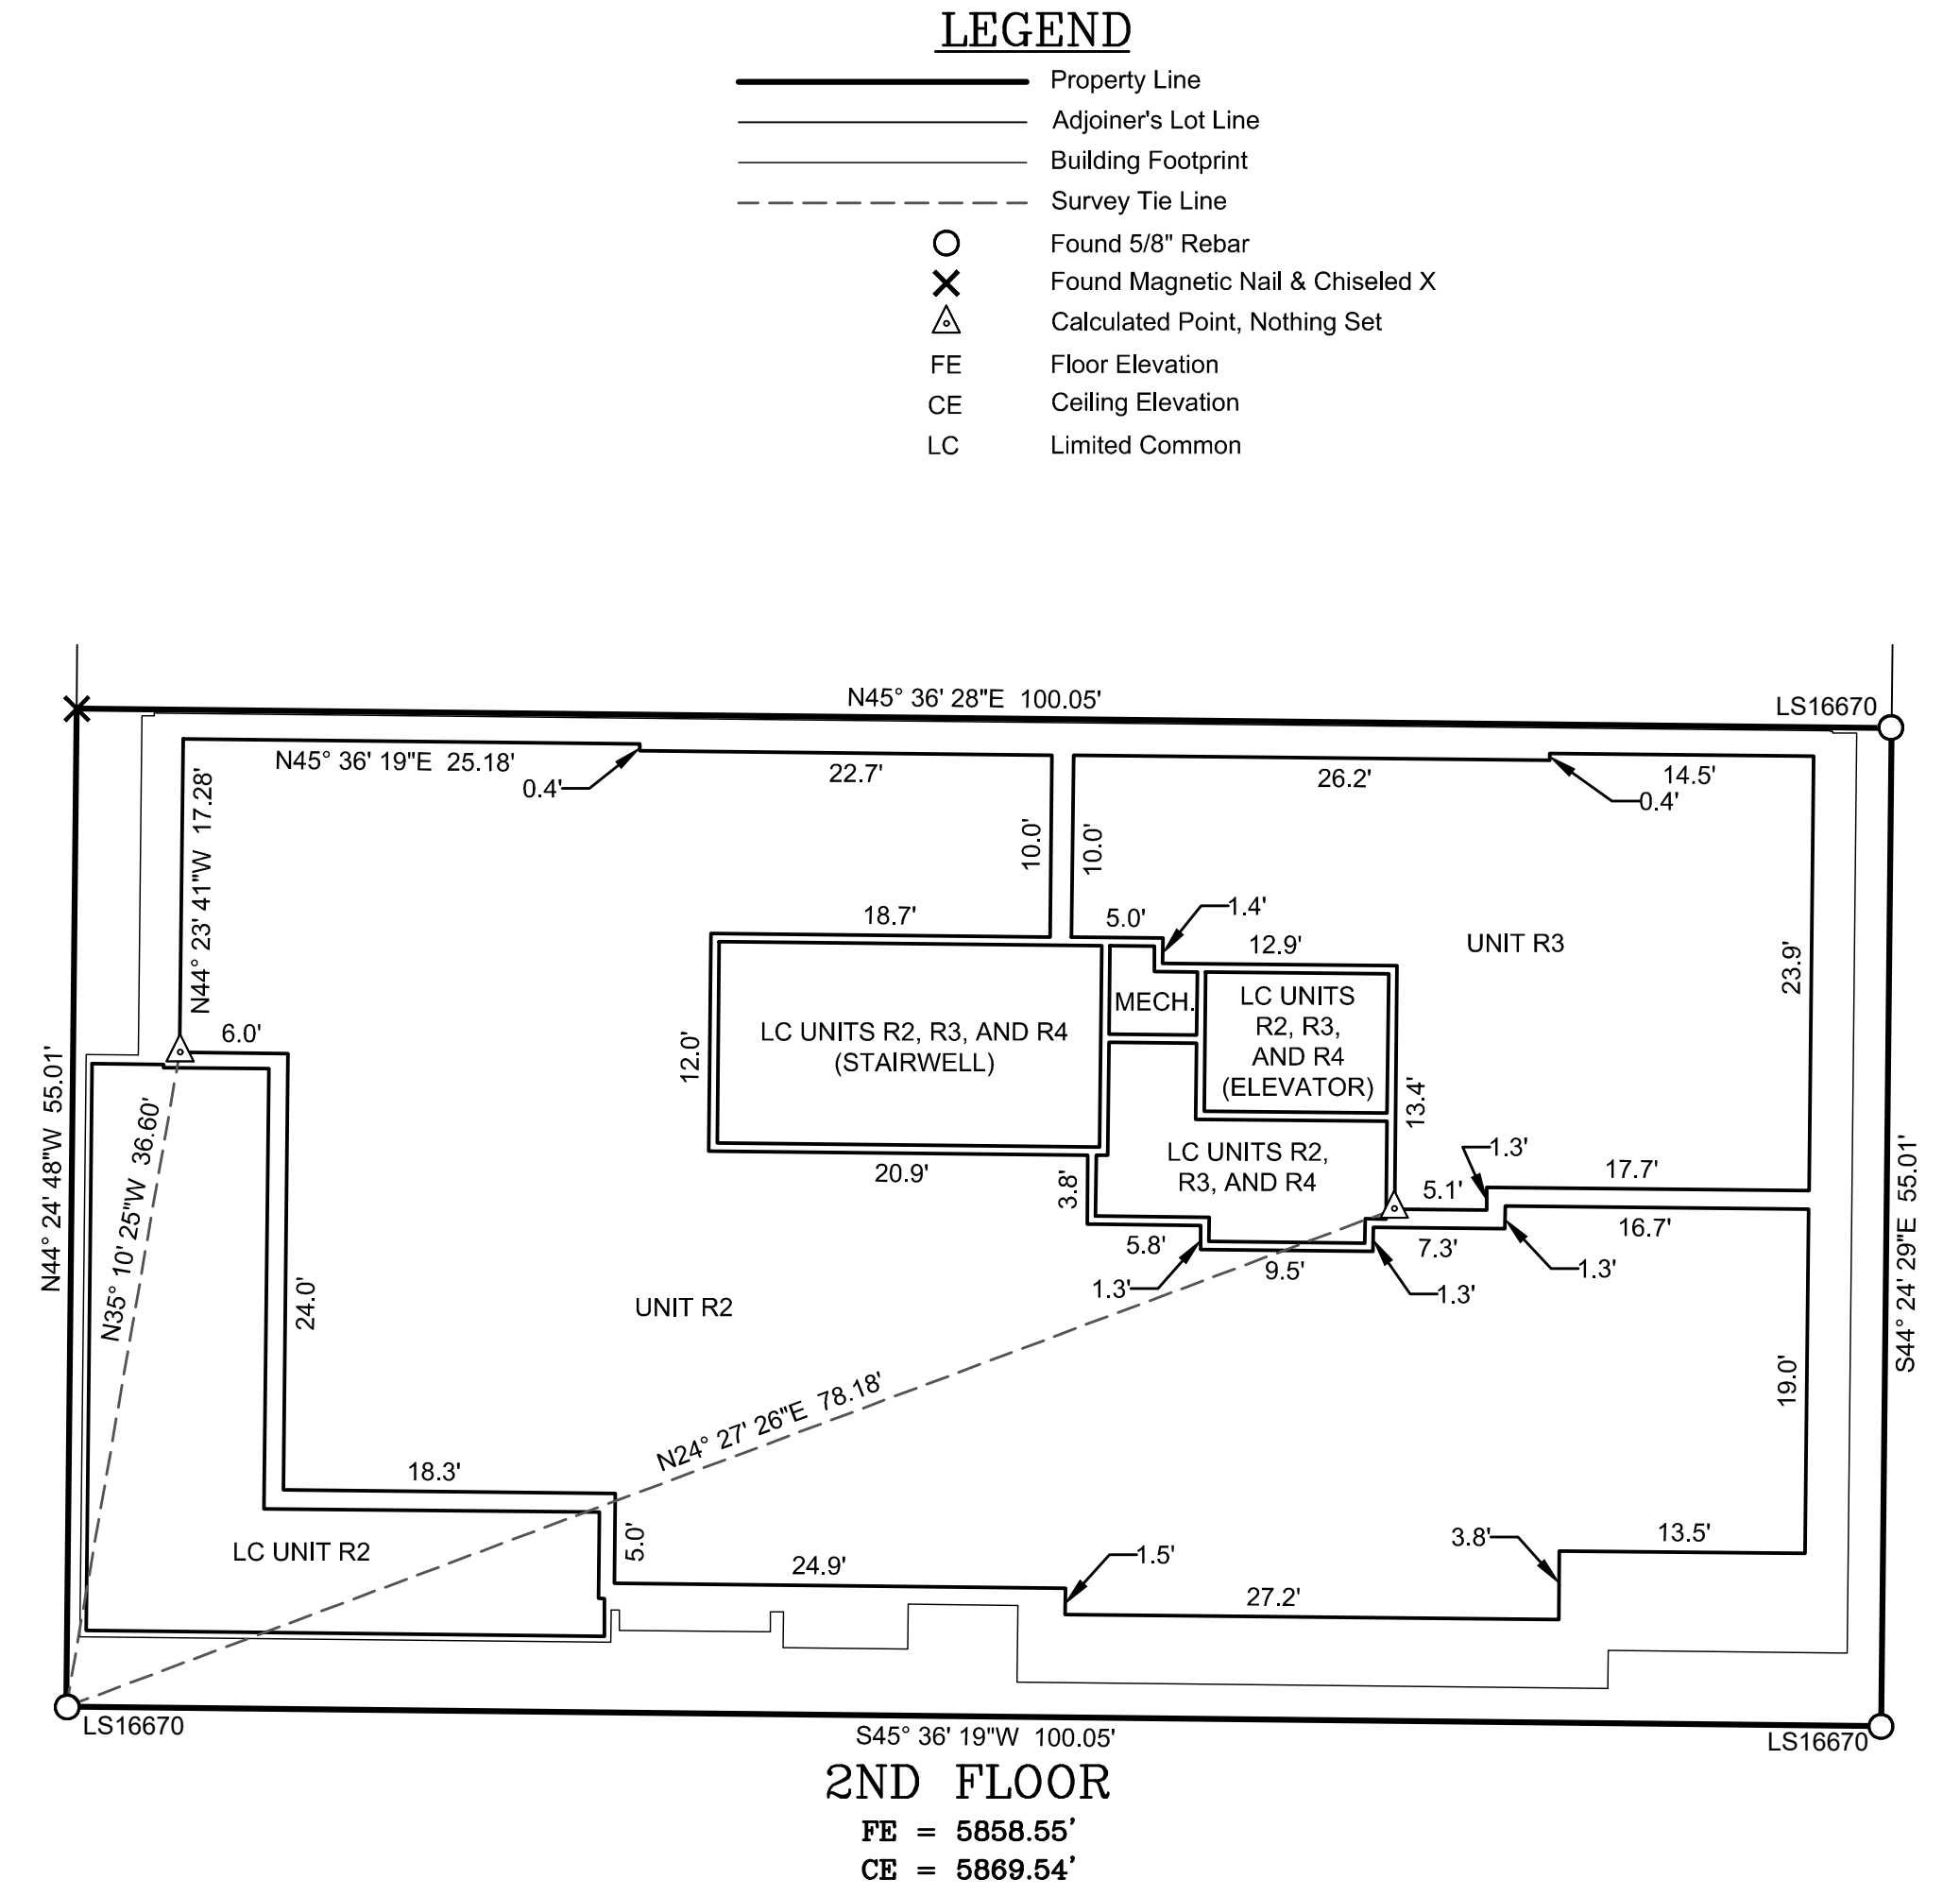 LEGEND
Property Line
Adjoiner's Lot Line
Building Footprint
Survey Tie Line
Found 5/8" Rebar
Found Magnetic Nail & Chiseled X
Calculated Point, Nothing Set
FE Floor Elevation
CE Ceiling Elevation
LC Limited Common
N45° 36' 28"E 100.05'
LS16670
N45° 36' 19"E 25.18'
0.4'
22.7'
26.2'
14.5'
0.4'
N44° 23' 41"W 17.28'
10.0'
10.0'
18.7'
5.0'
1.4'
12.9'
UNIT R3
23.9'
6.0'
12.0'
LC UNITS R2, R3, AND R4
(STAIRWELL)
MECH.
LC UNITS
R2, R3,
AND R4
(ELEVATOR)
13.4'
N44° 24' 48"W 55.01'
N35° 10' 25"W 36.60'
20.9'
3.8'
LC UNITS R2,
R3, AND R4
5.1'
1.3'
17.7'
S44° 24' 29"E 55.01'
5.8'
1.3'
9.5'
1.3'
7.3'
1.3'
16.7'
24.0'
UNIT R2
N24° 27' 26"E 78.18'
19.0'
18.3'
LC UNIT R2
5.0'
24.9'
1.5'
27.2'
3.8'
13.5'
LS16670
S45° 36' 19"W 100.05'
LS16670
2ND FLOOR
FE = 5858.55'
CE = 5869.54'